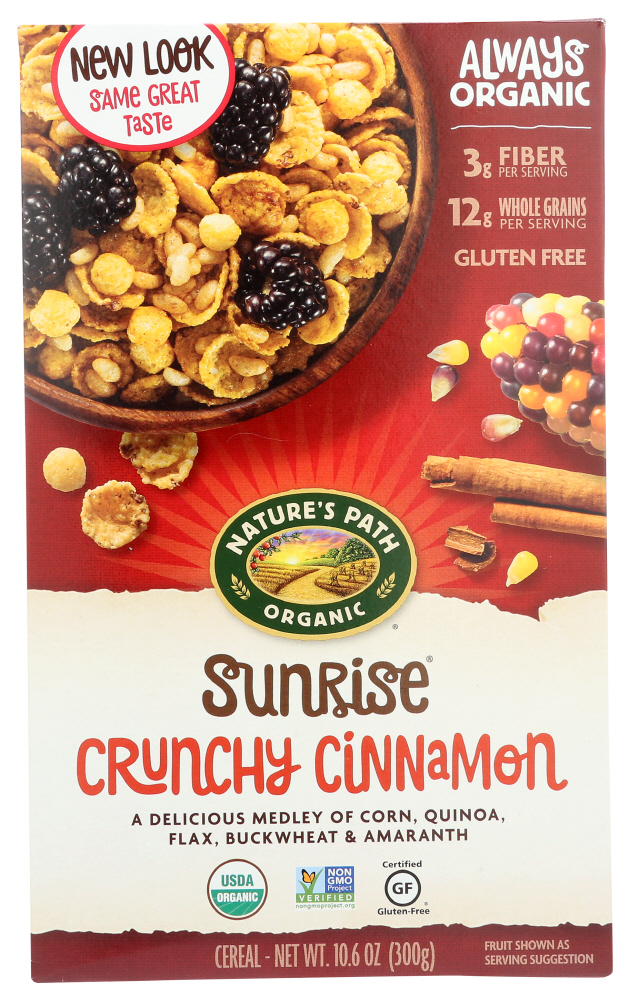 NEW LOOK
SAME GREAT
TASTE
ALWAYS
ORGANIC
3g FIBER
PER SERVING
12g WHOLE GRAINS
PER SERVING
GLUTEN FREE
NATURE'S PATH
ORGANIC
®
SUNRISE®
CRUNCHY CINNAMON
A DELICIOUS MEDLEY OF CORN, QUINOA,
FLAX, BUCKWHEAT & AMARANTH
USDA
ORGANIC
NON
GMO
Project
VERIFIED
nongmoproject.org
Certified
GF
®
Gluten-Free
CEREAL - NET WT. 10.6 OZ (300g)
FRUIT SHOWN AS
SERVING SUGGESTION